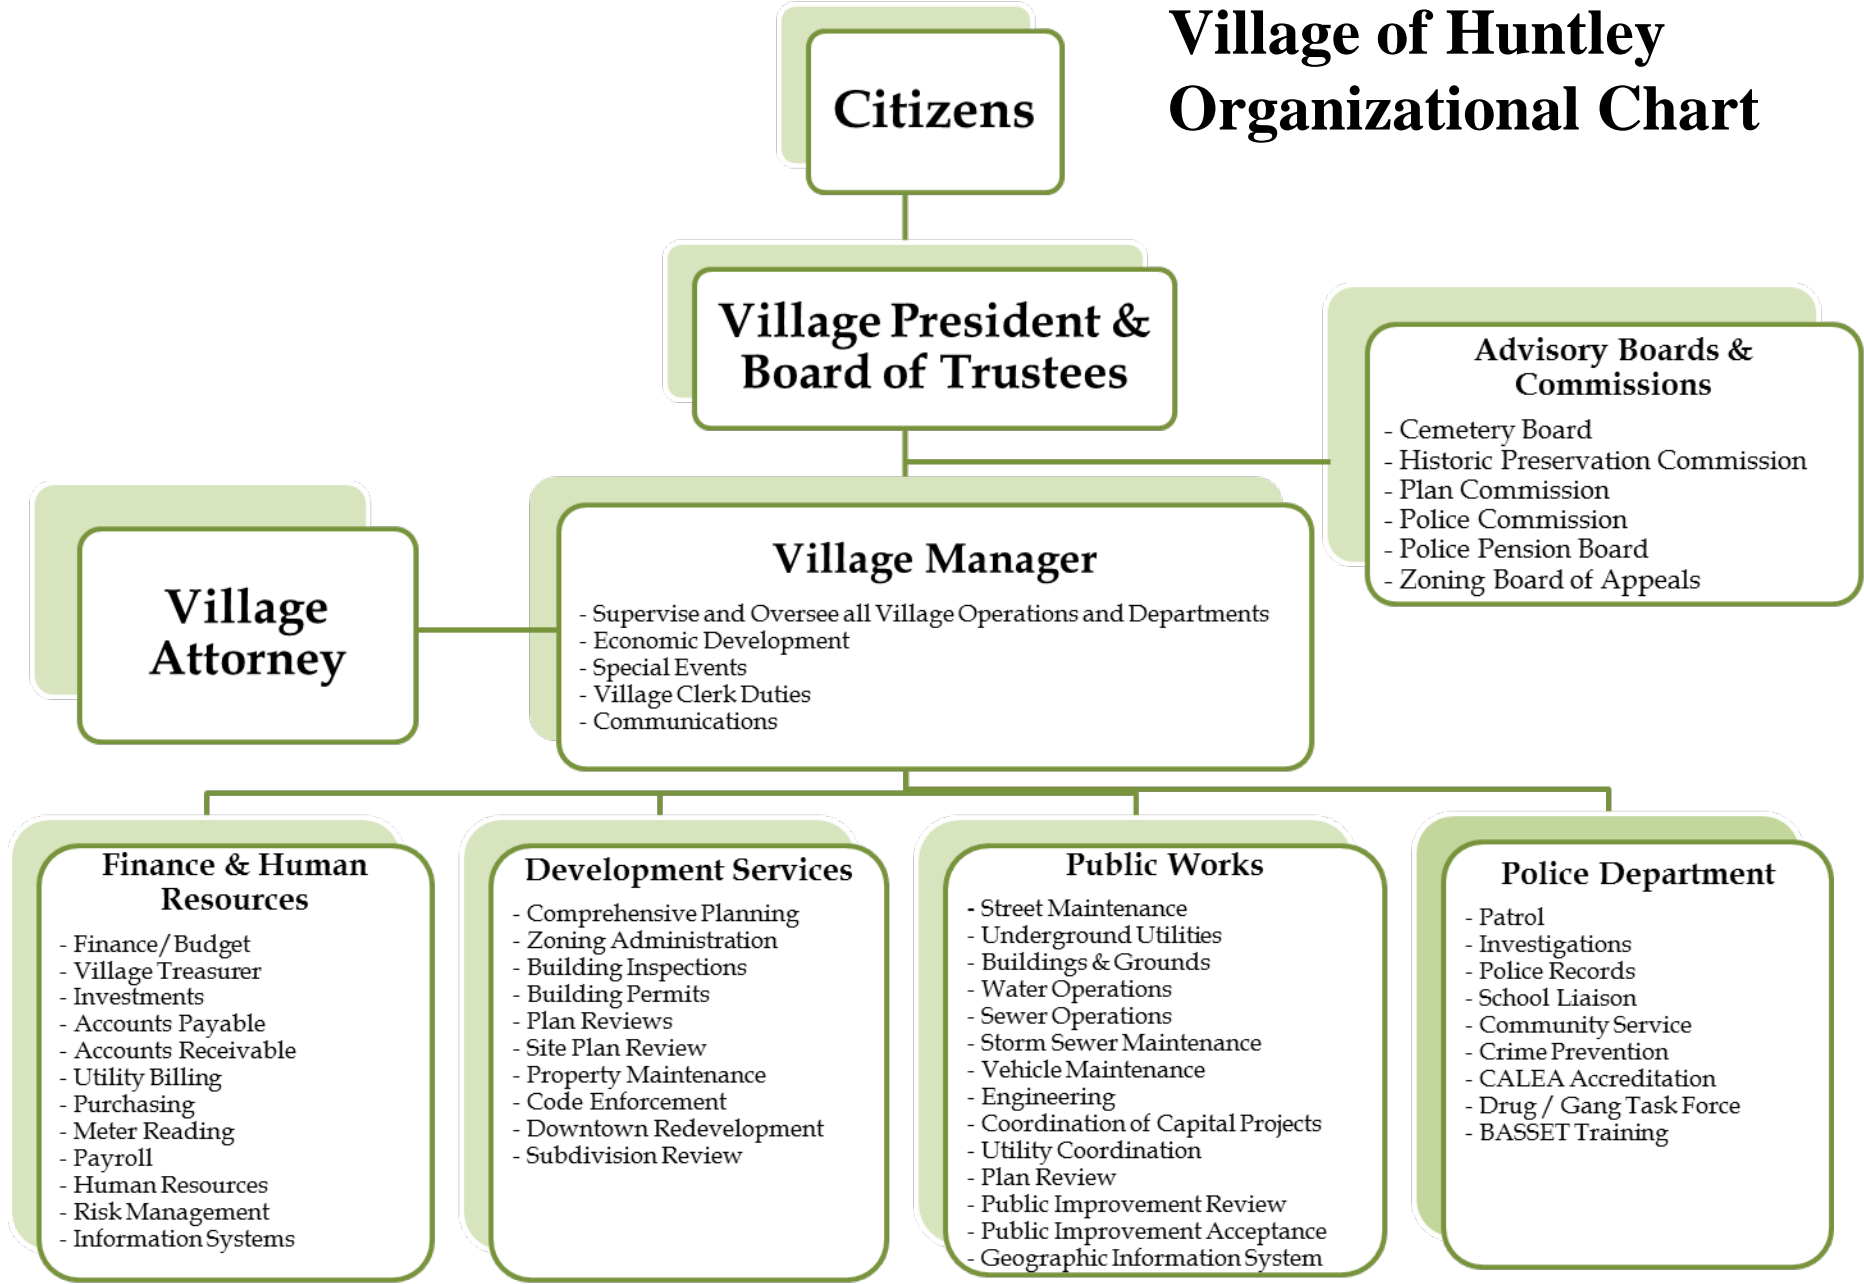 Village of Huntley
Organizational Chart
Citizens
Village President &
Board of Trustees
Advisory Boards &
Commissions
- Cemetery Board
- Historic Preservation Commission
- Plan Commission
- Police Commission
- Police Pension Board
- Zoning Board of Appeals
Village
Attorney
Village Manager
- Supervise and Oversee all Village Operations and Departments
- Economic Development
- Special Events
- Village Clerk Duties
- Communications
Finance & Human
Resources
- Finance/Budget
- Village Treasurer
- Investments
- Accounts Payable
- Accounts Receivable
- Utility Billing
- Purchasing
- Meter Reading
- Payroll
- Human Resources
- Risk Management
- Information Systems
Development Services
- Comprehensive Planning
- Zoning Administration
- Building Inspections
- Building Permits
- Plan Reviews
- Site Plan Review
- Property Maintenance
- Code Enforcement
- Downtown Redevelopment
- Subdivision Review
Public Works
- Street Maintenance
- Underground Utilities
- Buildings & Grounds
- Water Operations
- Sewer Operations
- Storm Sewer Maintenance
- Vehicle Maintenance
- Engineering
- Coordination of Capital Projects
- Utility Coordination
- Plan Review
- Public Improvement Review
- Public Improvement Acceptance
- Geographic Information System
Police Department
- Patrol
- Investigations
- Police Records
- School Liaison
- Community Service
- Crime Prevention
- CALEA Accreditation
- Drug / Gang Task Force
- BASSET Training